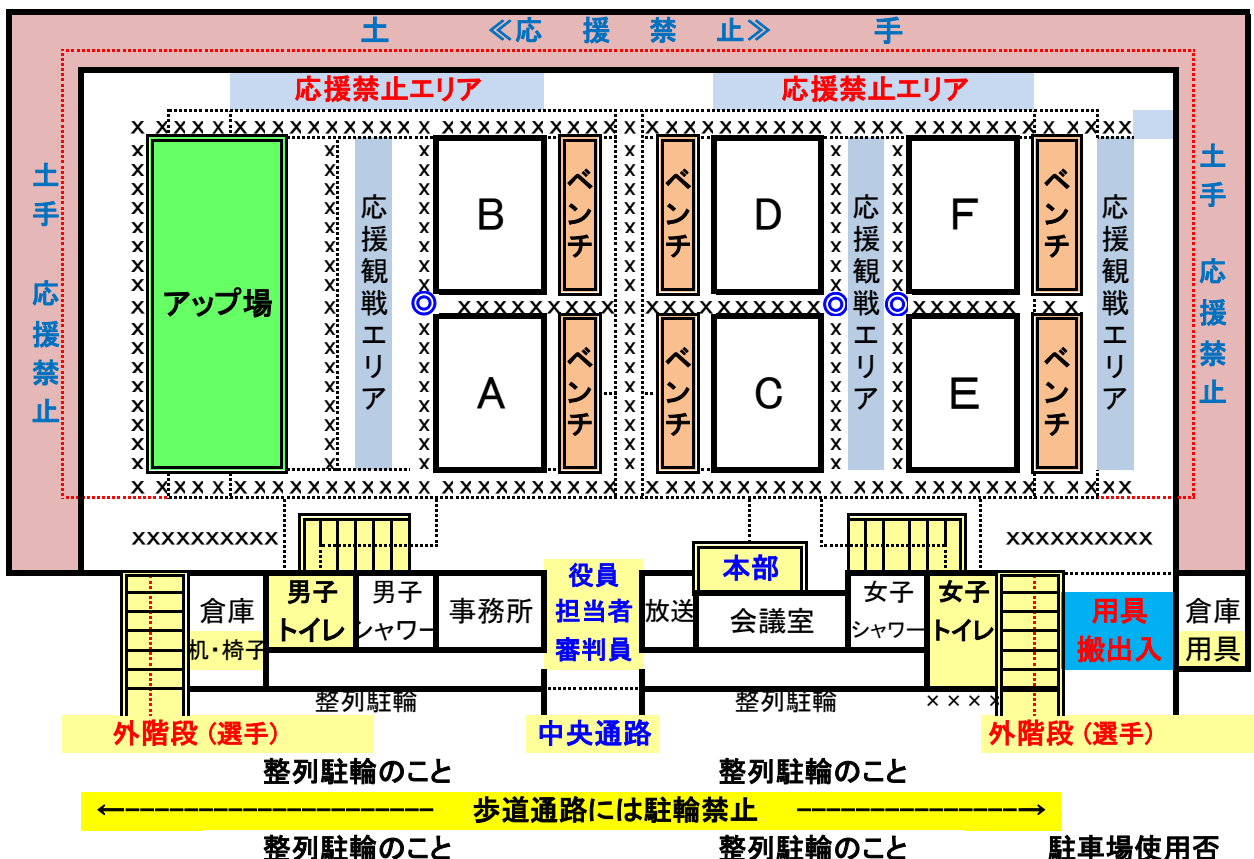 土 ≪応 援 禁 止≫ 手
応援禁止エリア 応援禁止エリア
x x x x x x x x x x x x x x x x x x x x x x x x x x x x x x x x x x x x x x x x x x x x x
土手 応援禁止
アップ場
応援観戦エリア
B
ベンチ
ベンチ
D
応援観戦エリア
F
ベンチ
応援観戦エリア
土手 応援禁止
◎ ◎ ◎
A
ベンチ
ベンチ
C
E
ベンチ
xxxxxxxxxx xxxxxxxxxx
倉庫
机・椅子
男子
トイレ
男子
シャワー
事務所
役員
担当者
審判員
放送
本部
会議室
女子
シャワー
女子
トイレ
用具
搬出入
倉庫
用具
整列駐輪 整列駐輪 x x x x
外階段 (選手) 中央通路 外階段 (選手)
整列駐輪のこと 整列駐輪のこと
←--------------------- 歩道通路には駐輪禁止 ----------------→
整列駐輪のこと 整列駐輪のこと 駐車場使用否